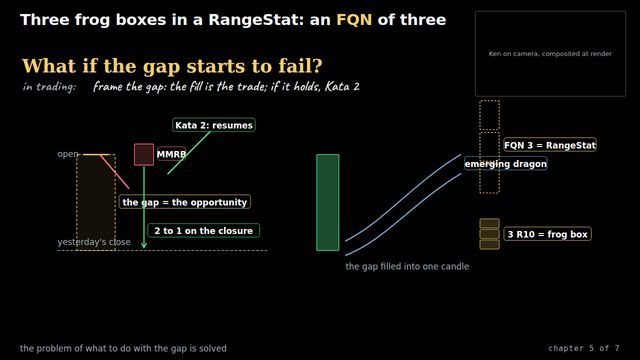 Three frog boxes in a RangeStat: an FQN of three
Ken on camera, composited at render
What if the gap starts to fail?
in trading: frame the gap: the fill is the trade; if it holds, Kata 2
Kata 2: resumes
open
MMRB
FQN 3 = RangeStat
emerging dragon
the gap = the opportunity
2 to 1 on the closure
3 R10 = frog box
yesterday's close
the gap filled into one candle
the problem of what to do with the gap is solved
chapter 5 of 7